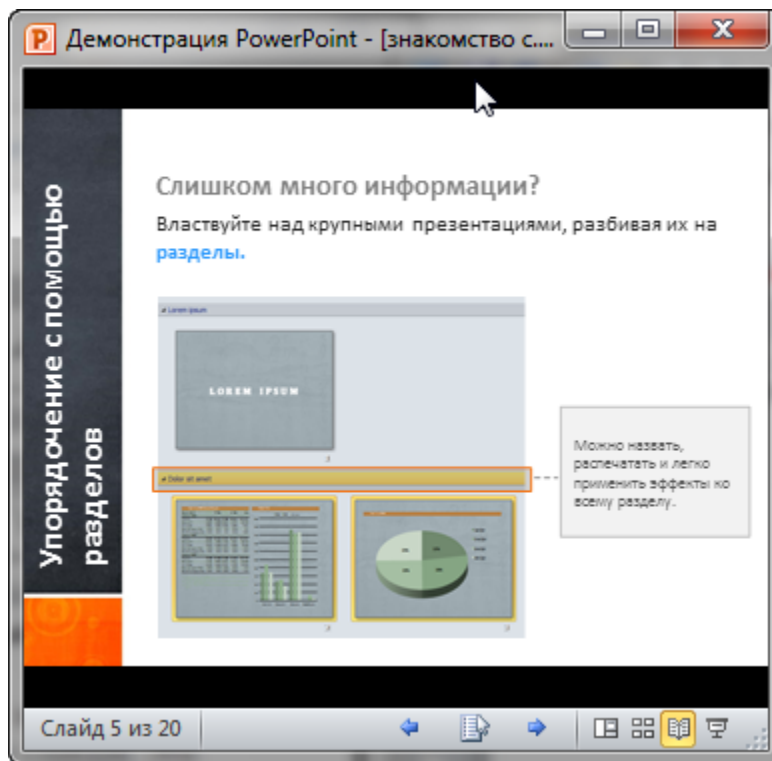 Демонстрация PowerPoint - [знакомство с....
Упорядочение с помощью
разделов
Слишком много информации?
Властвуйте над крупными презентациями, разбивая их на
разделы.
Lorem ipsum
LOREM IPSUM
Dolor sit amet
Можно назвать,
распечатать и легко
применить эффекты ко
всему разделу.
Слайд 5 из 20